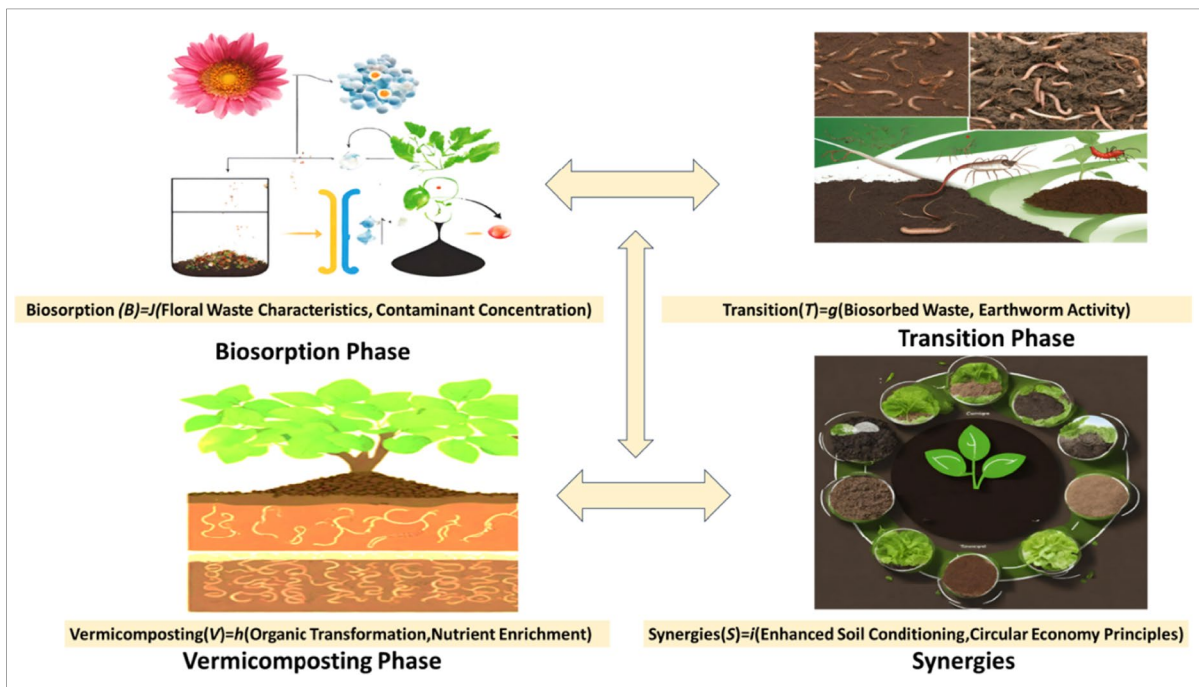 Biosorption (B)=J(Floral Waste Characteristics, Contaminant Concentration)
Biosorption Phase
Transition(T)=g(Biosorbed Waste, Earthworm Activity)
Transition Phase
Vermicomposting(V)=h(Organic Transformation,Nutrient Enrichment)
Vermicomposting Phase
Synergies(S)=i(Enhanced Soil Conditioning,Circular Economy Principles)
Synergies